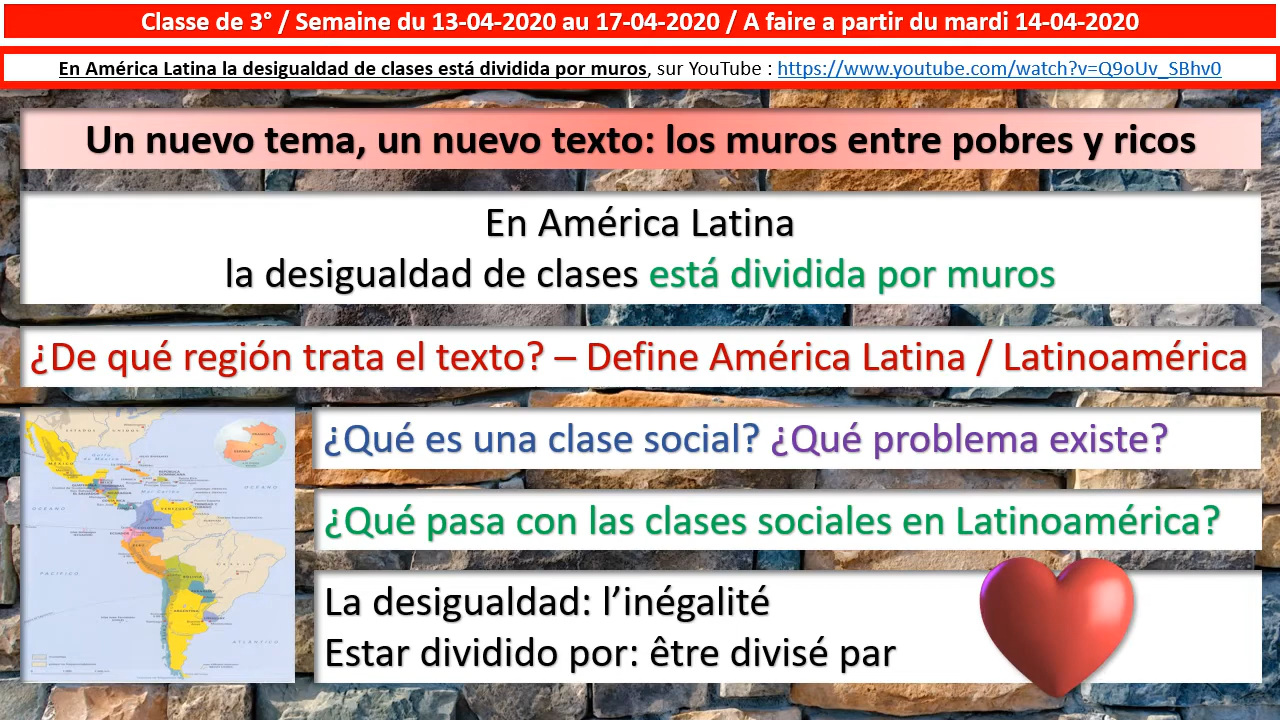 Classe de 3° / Semaine du 13-04-2020 au 17-04-2020 / A faire a partir du mardi 14-04-2020
En América Latina la desigualdad de clases está dividida por muros, sur YouTube : https://www.youtube.com/watch?v=Q9oUv_SBhv0
Un nuevo tema, un nuevo texto: los muros entre pobres y ricos
En América Latina
la desigualdad de clases está dividida por muros
¿De qué región trata el texto? – Define América Latina / Latinoamérica
¿Qué es una clase social? ¿Qué problema existe?
¿Qué pasa con las clases sociales en Latinoamérica?
La desigualdad: l’inégalité
Estar dividido por: être divisé par